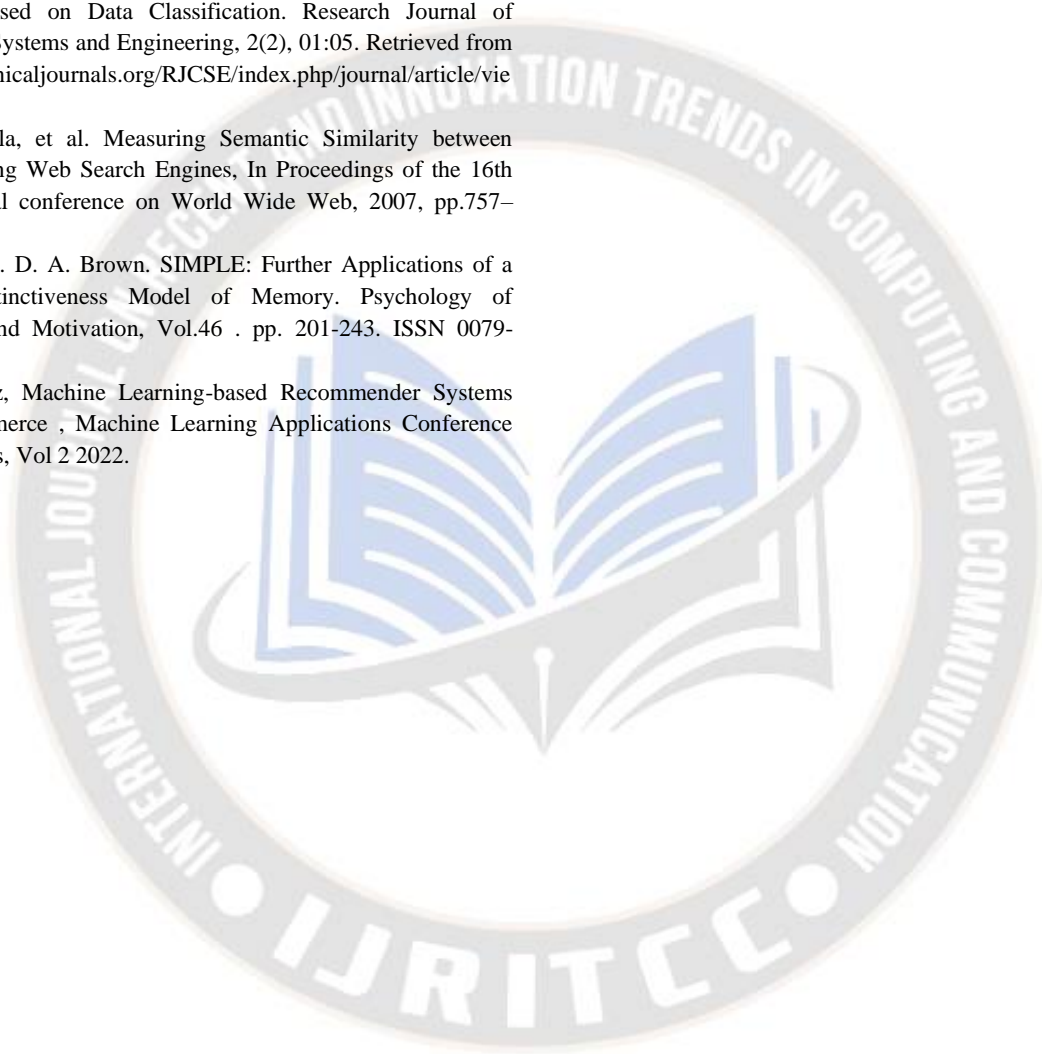 sed on Data Classification. Research Journal of
Systems and Engineering, 2(2), 01:05. Retrieved from
nicaljournals.org/RJCSE/index.php/journal/article/vie
la, et al. Measuring Semantic Similarity between
ng Web Search Engines, In Proceedings of the 16th
al conference on World Wide Web, 2007, pp.757–
. D. A. Brown. SIMPLE: Further Applications of a
tinctiveness Model of Memory. Psychology of
nd Motivation, Vol.46 . pp. 201-243. ISSN 0079-
z, Machine Learning-based Recommender Systems
merce , Machine Learning Applications Conference
s, Vol 2 2022.
INTERNATIONAL JOURNAL ON RECENT AND INNOVATION TRENDS IN COMPUTING AND COMMUNICATION
IJRITCC